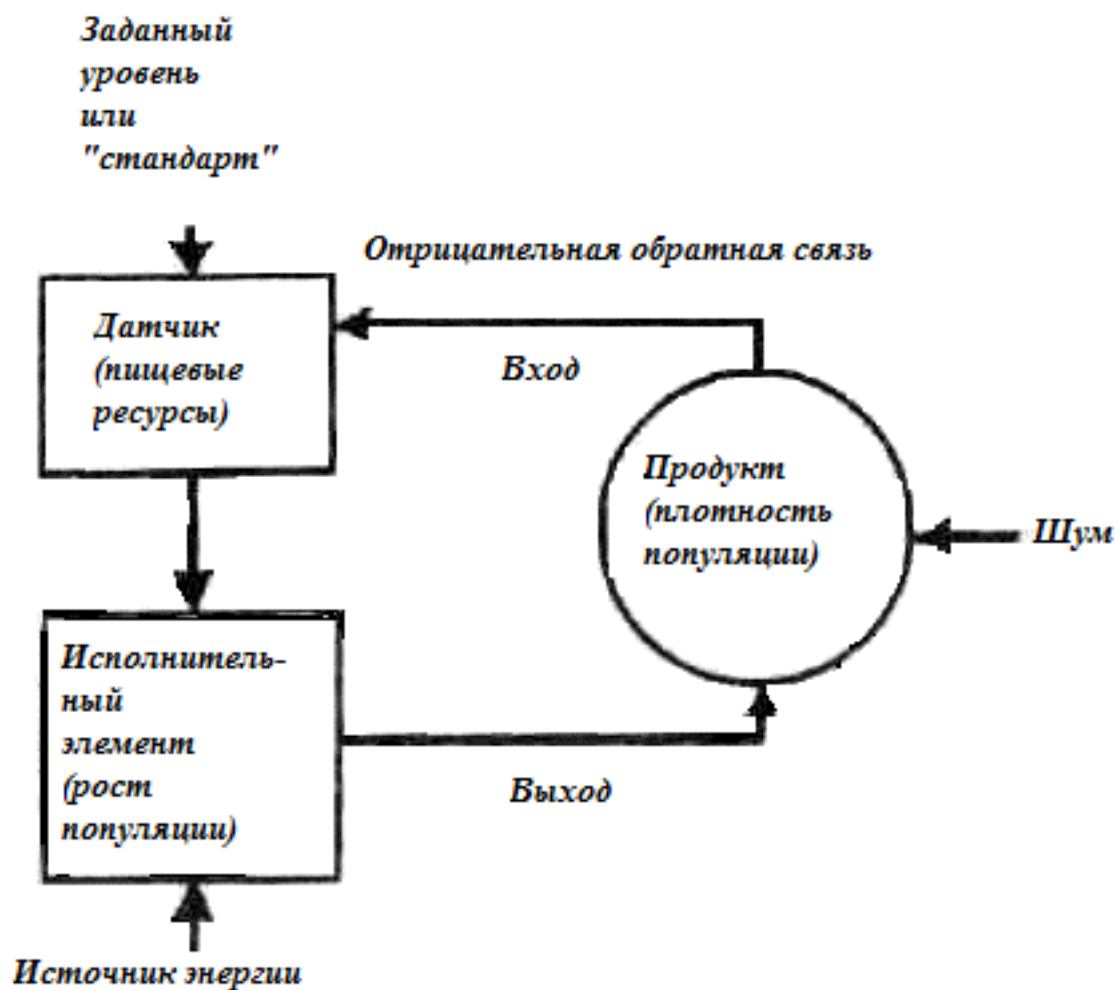 Заданный
уровень
или
"стандарт"
Отрицательная обратная связь
Датчик
(пищевые
ресурсы)
Вход
Продукт
(плотность
популяции)
Шум
Исполнитель-
ный
элемент
(рост
популяции)
Выход
Источник энергии